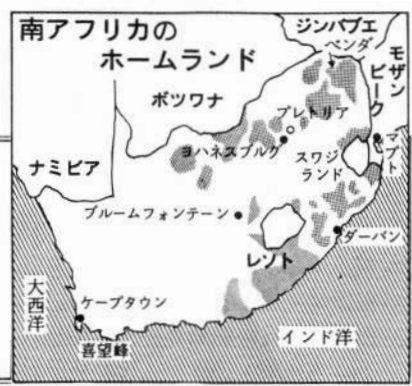 南アフリカの
ホームランド
ジンバブエ
ベンダ
モザンビーク
ボツワナ
プレトリア
ヨハネスブルグ
スワジ
ランド
マプト
ナミビア
ブルームフォンテーン
ダーバン
レソト
大西洋
ケープタウン
喜望峰
インド洋